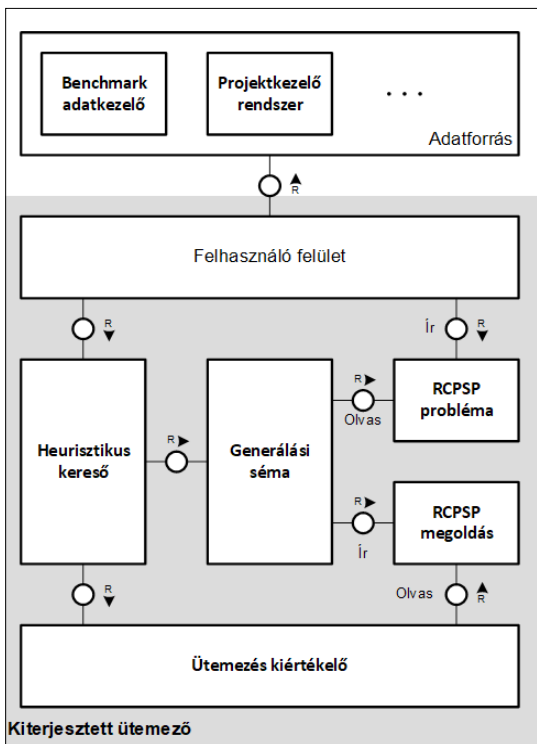 Benchmark
adatkezelő
Projektkezelő
rendszer
. . .
Adatforrás
R
Felhasználó felület
R
Ír
R
Heurisztikus
kereső
R
Generálási
séma
R
Olvas
RCPSP
probléma
R
Ír
RCPSP
megoldás
R
Olvas
R
Ütemezés kiértékelő
Kiterjesztett ütemező